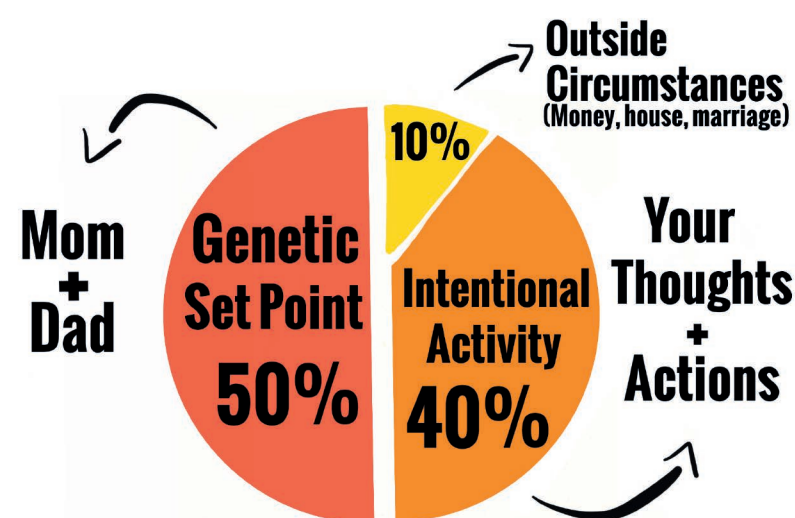 Outside
Circumstances
(Money, house, marriage)
10%
Mom
+
Dad
Genetic
Set Point
50%
Intentional
Activity
40%
Your
Thoughts
+
Actions